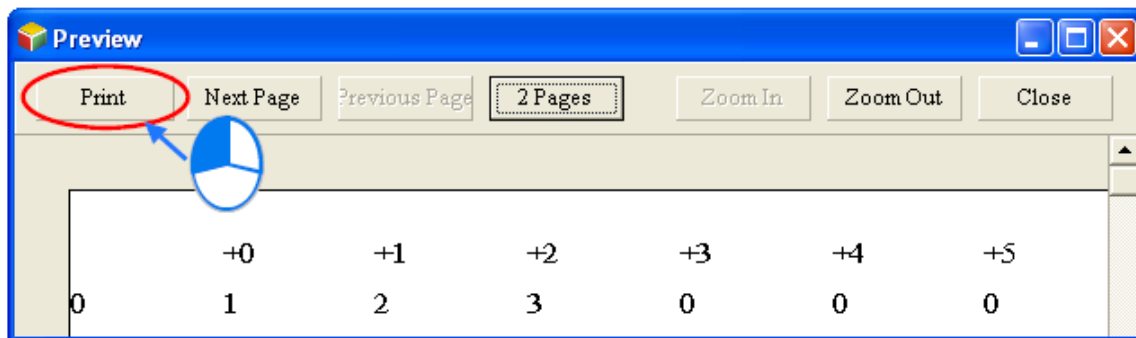 Preview
Print Next Page Previous Page 2 Pages Zoom In Zoom Out Close
+0 +1 +2 +3 +4 +5
0 1 2 3 0 0 0